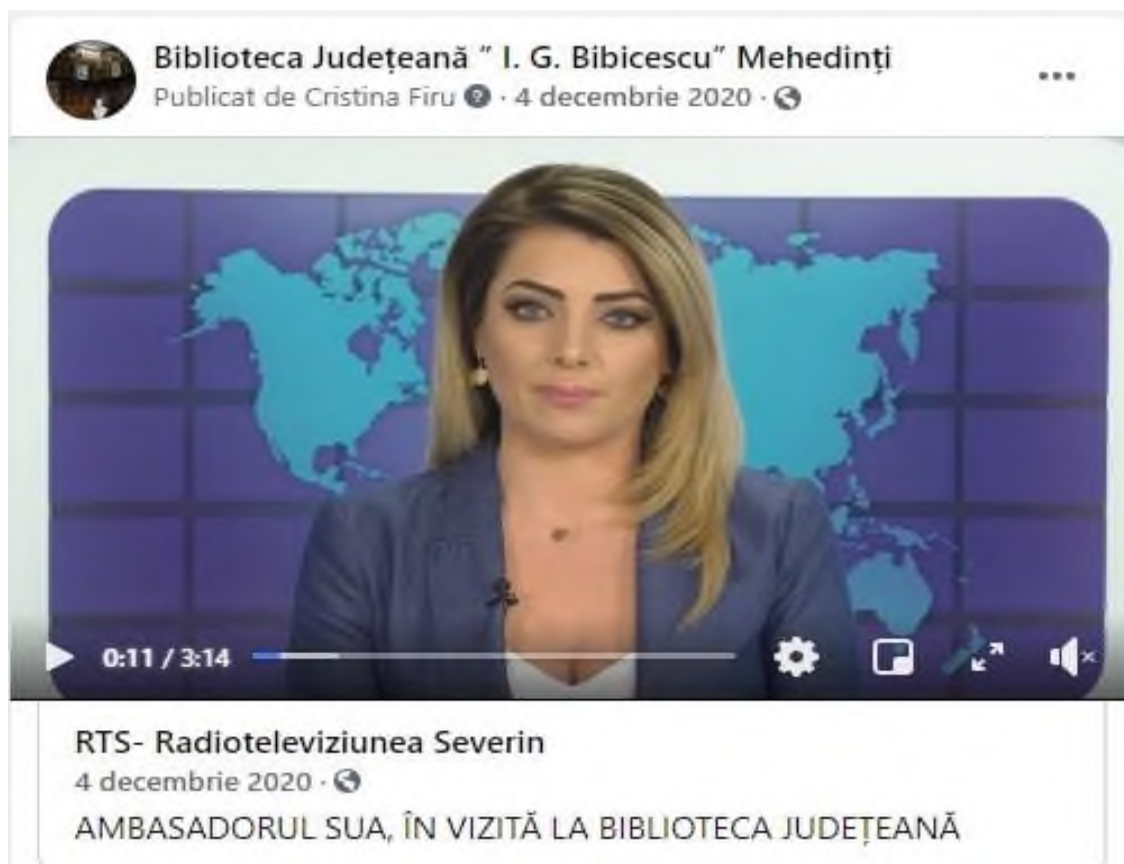 Biblioteca Județeană " I. G. Bibicescu" Mehedinți
Publicat de Cristina Firu · 4 decembrie 2020 ·
0:11 / 3:14
RTS- Radioteleviziunea Severin
4 decembrie 2020 ·
AMBASADORUL SUA, ÎN VIZITĂ LA BIBLIOTECA JUDEȚEANĂ